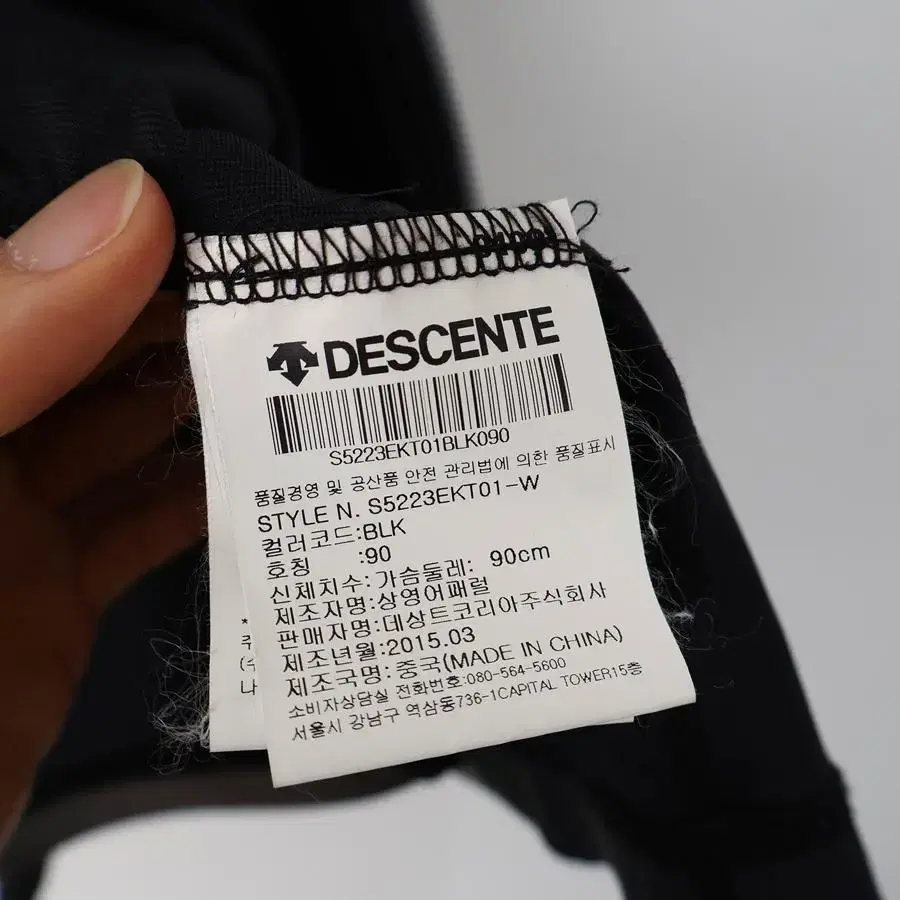 DESCENTE
S5223EKT01BLK090
품질경영 및 공산품 안전 관리법에 의한 품질표시
STYLE N. S5223EKT01-W
컬러코드:BLK
호칭 :90
신체치수:가슴둘레: 90cm
제조자명:상영어패럴
판매자명:데상트코리아주식회사
제조년월:2015.03
제조국명:중국(MADE IN CHINA)
소비자상담실 전화번호:080-564-5600
서울시 강남구 역삼동736-1CAPITAL TOWER15층